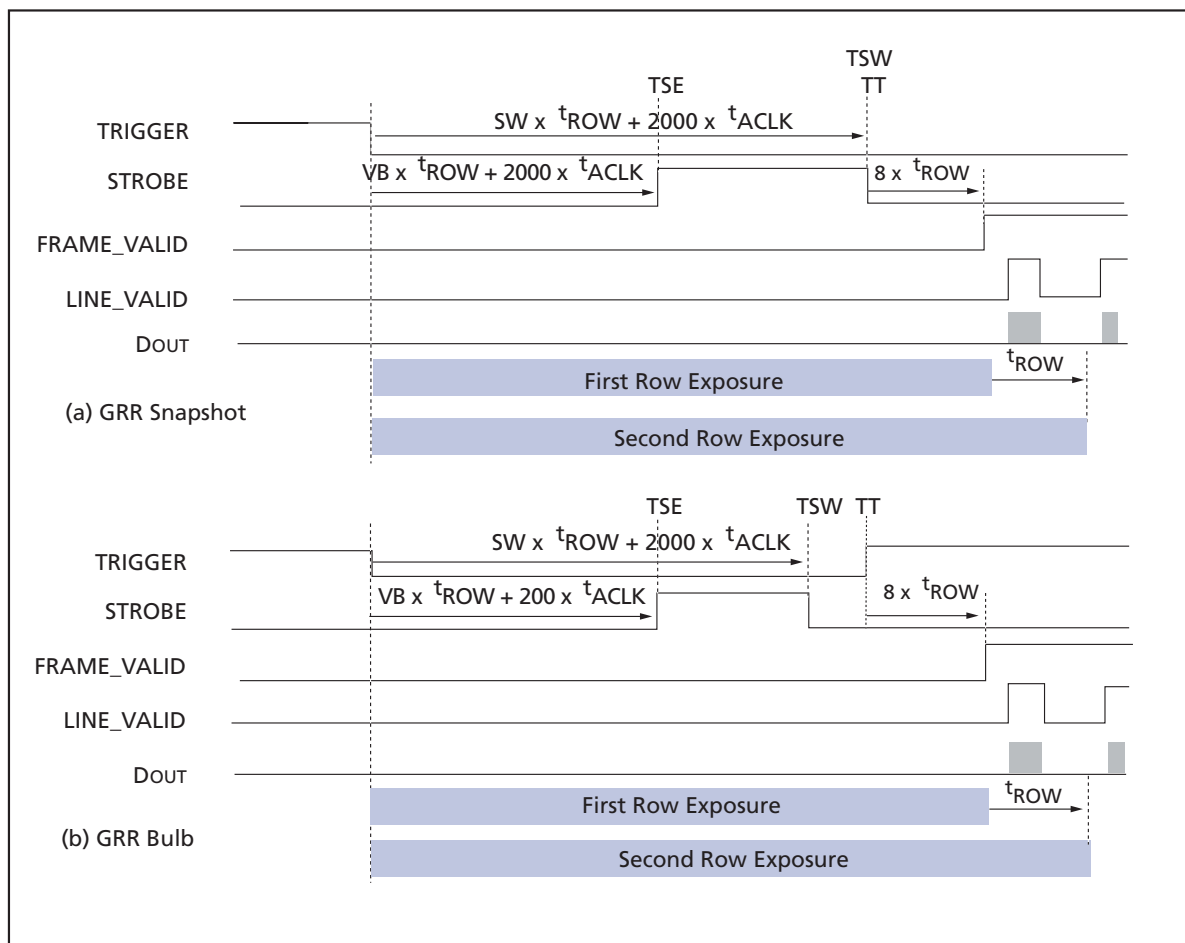 TSW
TSE TT
SW x tROW + 2000 x tACLK
TRIGGER
VB x tROW + 2000 x tACLK
STROBE
8 x tROW
FRAME_VALID
LINE_VALID
DOUT
First Row Exposure
tROW
(a) GRR Snapshot
Second Row Exposure
TSE TSW TT
SW x tROW + 2000 x tACLK
TRIGGER
VB x tROW + 200 x tACLK
8 x tROW
STROBE
FRAME_VALID
LINE_VALID
DOUT
First Row Exposure
tROW
(b) GRR Bulb
Second Row Exposure